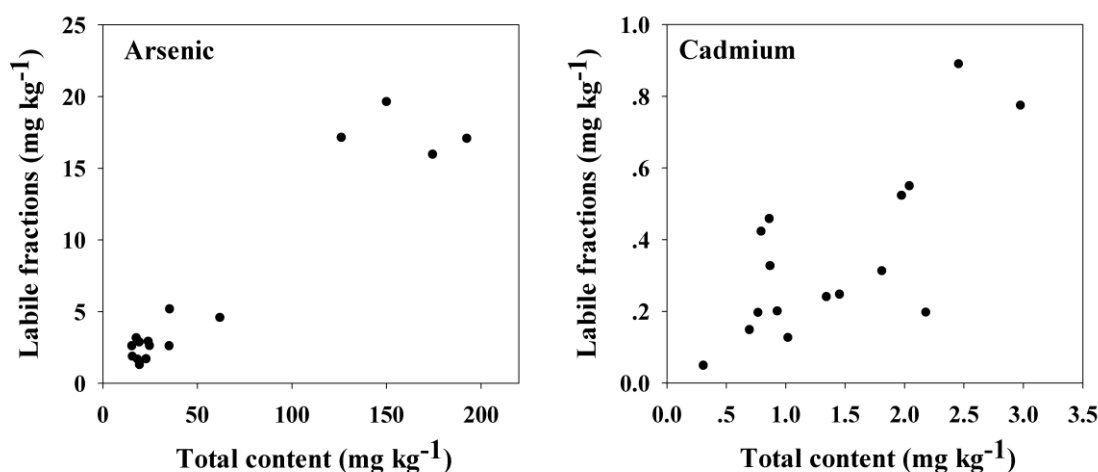 Arsenic
Labile fractions (mg kg-1)
25
20
15
10
5
0
0 50 100 150 200
Total content (mg kg-1)
Cadmium
Labile fractions (mg kg-1)
1.0
.8
.6
.4
.2
0.0
0.0 .5 1.0 1.5 2.0 2.5 3.0 3.5
Total content (mg kg-1)